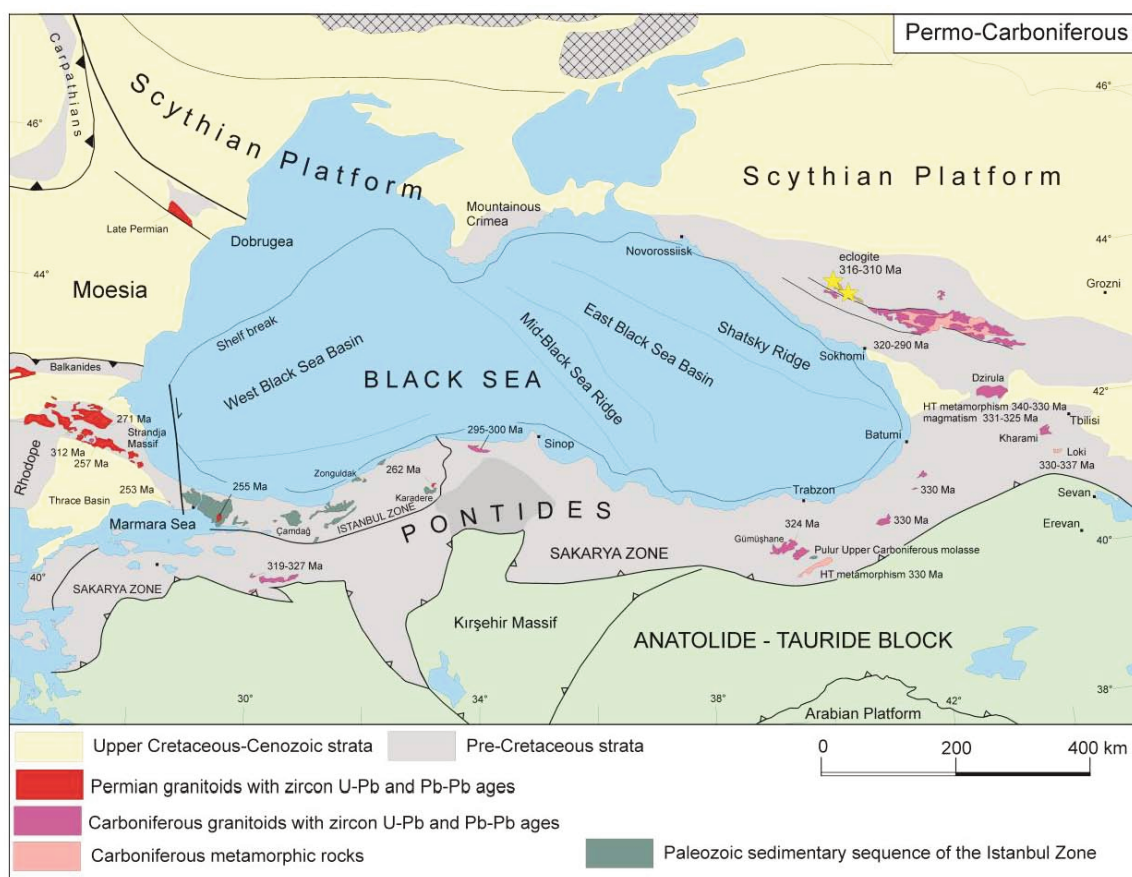 Permo-Carboniferous
Carpathians
Scythian Platform
46°
46°
Scythian Platform
Mountainous
Crimea
Late Permian
Dobrugea
Novorossiisk
44°
44°
eclogite
316-310 Ma
Grozni
Moesia
Shelf break
West Black Sea Basin
Mid-Black Sea Ridge
East Black Sea Basin
Shatsky Ridge
BLACK SEA
Sokhomi
320-290 Ma
Balkanides
Dzirula
42°
271 Ma
Strandja
Massif
312 Ma
257 Ma
Rhodope
HT metamorphism 340-330 Ma
magmatism 331-325 Ma
Tbilisi
Kharami
Loki
330-337 Ma
295-300 Ma
Sinop
Batumi
Zonguldak
262 Ma
Thrace Basin
253 Ma
255 Ma
Karadere
Marmara Sea
Çamdağ
ISTANBUL ZONE
PONTIDES
Trabzon
330 Ma
Sevan
324 Ma
330 Ma
Erevan
40°
Gümüşhane
Pulur Upper Carboniferous molasse
SAKARYA ZONE
HT metamorphism 330 Ma
40°
319-327 Ma
SAKARYA ZONE
Kırşehir Massif
ANATOLIDE - TAURIDE BLOCK
30°
34°
38°
42°
38°
Arabian Platform
Upper Cretaceous-Cenozoic strata
Pre-Cretaceous strata
0 200 400 km
Permian granitoids with zircon U-Pb and Pb-Pb ages
Carboniferous granitoids with zircon U-Pb and Pb-Pb ages
Carboniferous metamorphic rocks
Paleozoic sedimentary sequence of the Istanbul Zone